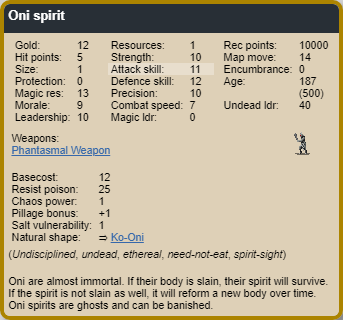 Oni spirit
Gold: 12 Resources: 1 Rec points: 10000
Hit points: 5 Strength: 10 Map move: 14
Size: 1 Attack skill: 11 Encumbrance: 0
Protection: 0 Defence skill: 12 Age: 187
Magic res: 13 Precision: 10 (500)
Morale: 9 Combat speed: 7 Undead ldr: 40
Leadership: 10 Magic ldr: 0
Weapons:
Phantasmal Weapon
Basecost: 12
Resist poison: 25
Chaos power: 1
Pillage bonus: +1
Salt vulnerability: 1
Natural shape: ⇒ Ko-Oni
(Undisciplined, undead, ethereal, need-not-eat, spirit-sight)
Oni are almost immortal. If their body is slain, their spirit will survive.
If the spirit is not slain as well, it will reform a new body over time.
Oni spirits are ghosts and can be banished.